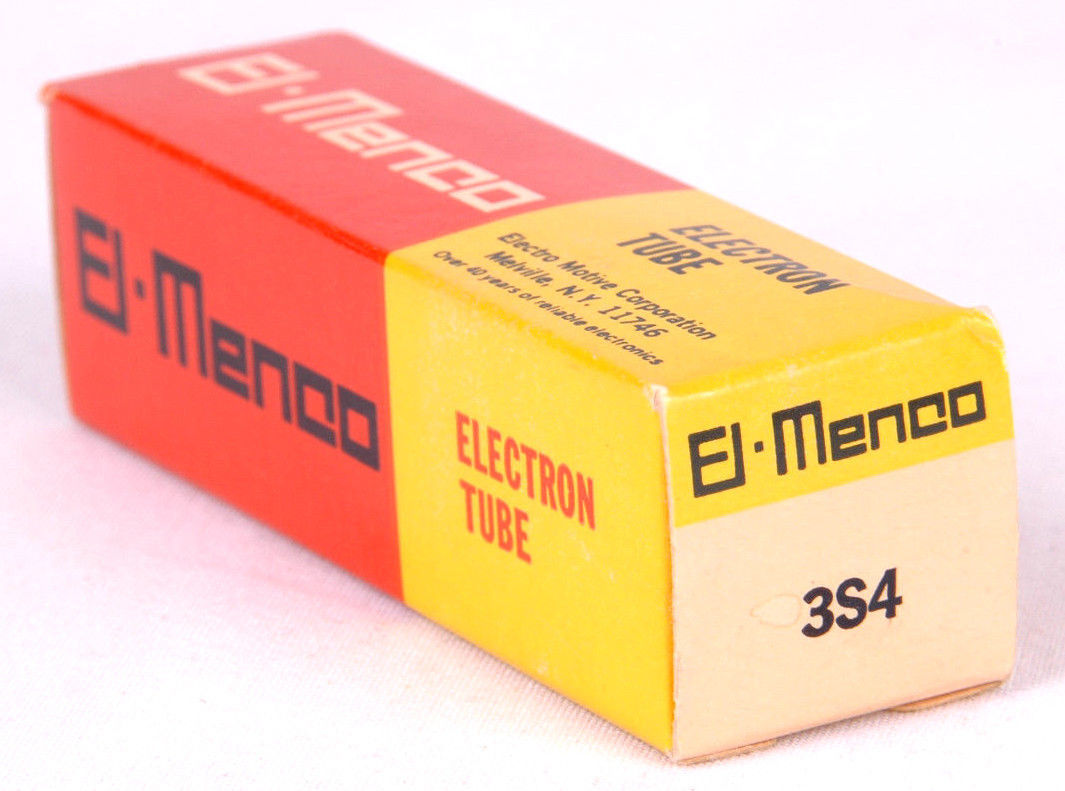 El·Menco
ELECTRON
TUBE
Electro Motive Corporation
Melville, N.Y. 11746
Over 40 years of reliable electronics
El·Menco
ELECTRON
TUBE
El·Menco
3S4